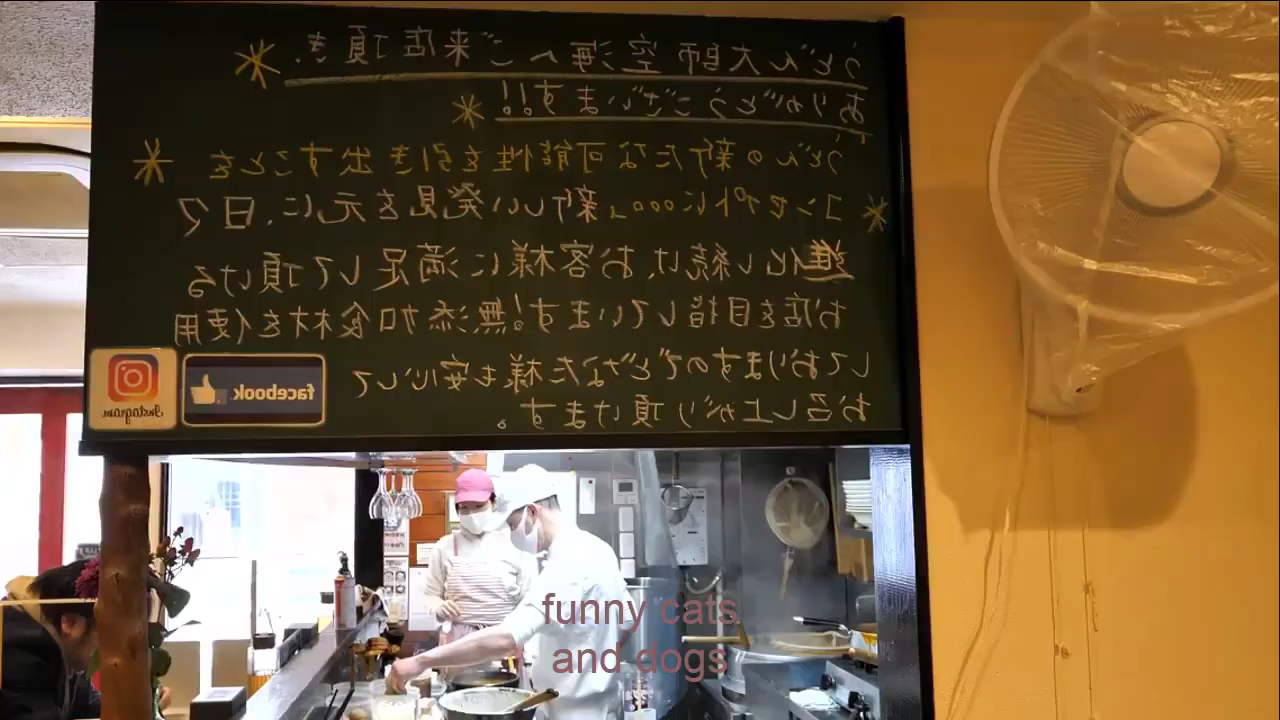 うどん大師空海へご来店頂き、
ありがとうございます!!
うどんの新たな可能性を引き出すことを
コンセプトに。。。新しい発見を元に、日々
進化し続け、お客様に満足して頂ける
お店を目指しています!無添加食材を使用
しておりますのでどなた様も安心して
お召し上がり頂けます。
Instagram
facebook
funny cats
and dogs